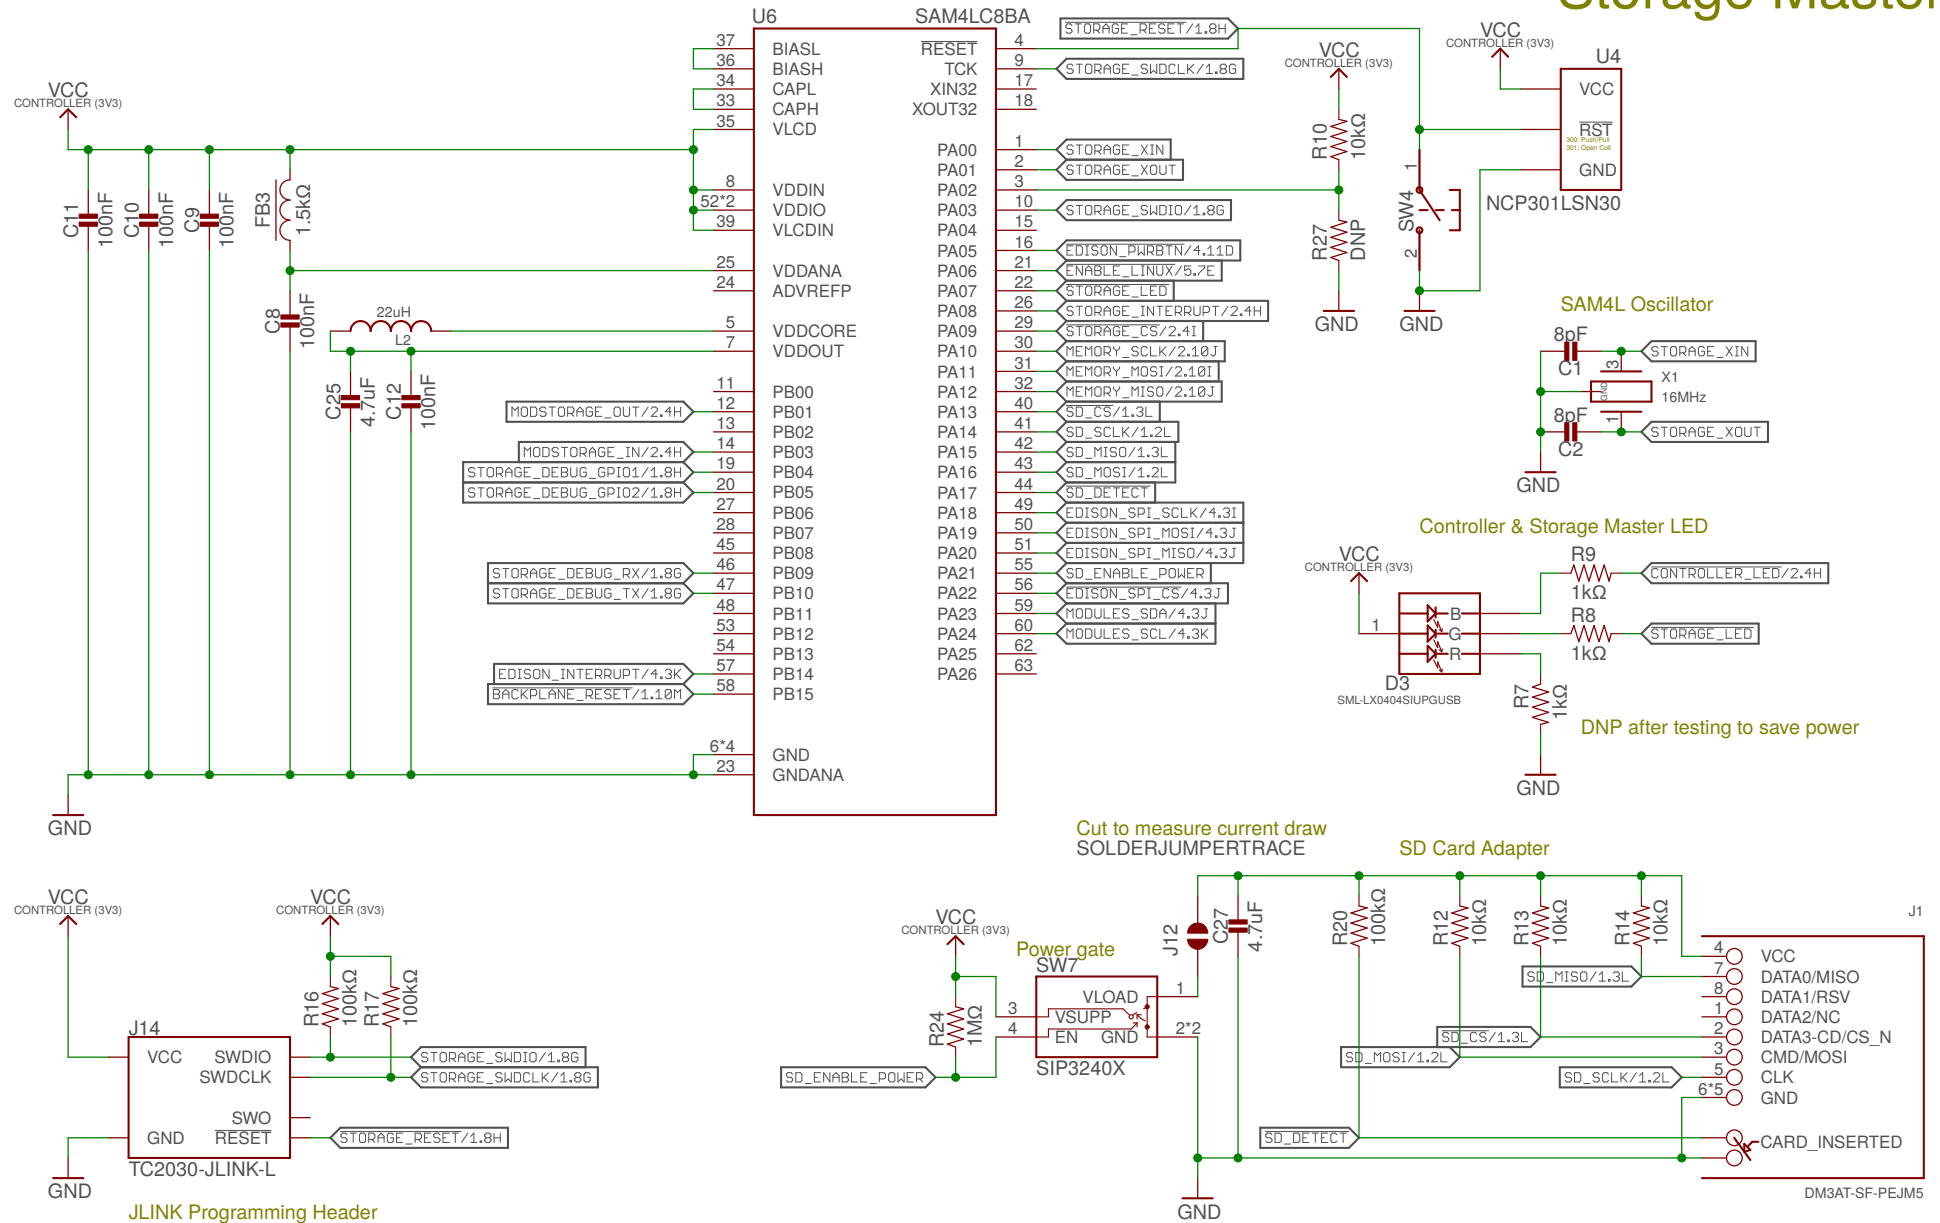 Storage Master
U6
SAM4LC8BA
37 BIASL
36 BIASH
34 CAPL
33 CAPH
35 VLCD
8 VDDIN
52*2 VDDIO
39 VLCDIN
25 VDDANA
24 ADVREFP
5 VDDCORE
7 VDDOUT
11 PB00
12 PB01
13 PB02
14 PB03
19 PB04
20 PB05
27 PB06
28 PB07
45 PB08
46 PB09
47 PB10
48 PB11
53 PB12
54 PB13
57 PB14
58 PB15
6*4 GND
23 GNDANA
RESET 4
TCK 9
XIN32 17
XOUT32 18
PA00 1
PA01 2
PA02 3
PA03 10
PA04 15
PA05 16
PA06 21
PA07 22
PA08 26
PA09 29
PA10 30
PA11 31
PA12 32
PA13 40
PA14 41
PA15 42
PA16 43
PA17 44
PA18 49
PA19 50
PA20 51
PA21 55
PA22 56
PA23 59
PA24 60
PA25 62
PA26 63
STORAGE_RESET/1.8H
STORAGE_SWDCLK/1.8G
STORAGE_XIN
STORAGE_XOUT
STORAGE_SWDIO/1.8G
EDISON_PWRBTN/4.11D
ENABLE_LINUX/5.7E
STORAGE_LED
STORAGE_INTERRUPT/2.4H
STORAGE_CS/2.4I
MEMORY_SCLK/2.10J
MEMORY_MOSI/2.10I
MEMORY_MISO/2.10J
SD_CS/1.3L
SD_SCLK/1.2L
SD_MISO/1.3L
SD_MOSI/1.2L
SD_DETECT
EDISON_SPI_SCLK/4.3I
EDISON_SPI_MOSI/4.3J
EDISON_SPI_MISO/4.3J
SD_ENABLE_POWER
EDISON_SPI_CS/4.3J
MODULES_SDA/4.3J
MODULES_SCL/4.3K
MODSTORAGE_OUT/2.4H
MODSTORAGE_IN/2.4H
STORAGE_DEBUG_GPIO1/1.8H
STORAGE_DEBUG_GPIO2/1.8H
STORAGE_DEBUG_RX/1.8G
STORAGE_DEBUG_TX/1.8G
EDISON_INTERRUPT/4.3K
BACKPLANE_RESET/1.10M
VCC
CONTROLLER (3V3)
C11 100nF
C10 100nF
C9 100nF
FB3 1.5kΩ
C8 100nF
22uH
L2
C25 4.7uF
C12 100nF
GND
VCC
CONTROLLER (3V3)
R10 10kΩ
R27 DNP
GND
SW4
1
2
GND
VCC
CONTROLLER (3V3)
U4
VCC
RST
300: Push/Pull
301: Open Coll
GND
NCP301LSN30
SAM4L Oscillator
8pF
C1
STORAGE_XIN
3
GND
X1
16MHz
1
8pF
C2
STORAGE_XOUT
GND
Controller & Storage Master LED
VCC
CONTROLLER (3V3)
1
B
G
R
D3
SML-LX0404SIUPGUSB
R9
1kΩ
CONTROLLER_LED/2.4H
R8
1kΩ
STORAGE_LED
R7 1kΩ
DNP after testing to save power
GND
VCC
CONTROLLER (3V3)
VCC
CONTROLLER (3V3)
R16 100kΩ
R17 100kΩ
J14
VCC
SWDIO
SWDCLK
SWO
GND
RESET
STORAGE_SWDIO/1.8G
STORAGE_SWDCLK/1.8G
STORAGE_RESET/1.8H
TC2030-JLINK-L
GND
JLINK Programming Header
Cut to measure current draw
SOLDERJUMPERTRACE
VCC
CONTROLLER (3V3)
Power gate
SW7
R24 1MΩ
3 VSUPP
4 EN
VLOAD 1
GND 2*2
SIP3240X
SD_ENABLE_POWER
J12
C27 4.7uF
GND
SD Card Adapter
R20 100kΩ
R12 10kΩ
R13 10kΩ
R14 10kΩ
SD_MISO/1.3L
SD_CS/1.3L
SD_MOSI/1.2L
SD_SCLK/1.2L
SD_DETECT
J1
4 VCC
7 DATA0/MISO
8 DATA1/RSV
1 DATA2/NC
2 DATA3-CD/CS_N
3 CMD/MOSI
5 CLK
6*5 GND
CARD_INSERTED
DM3AT-SF-PEJM5